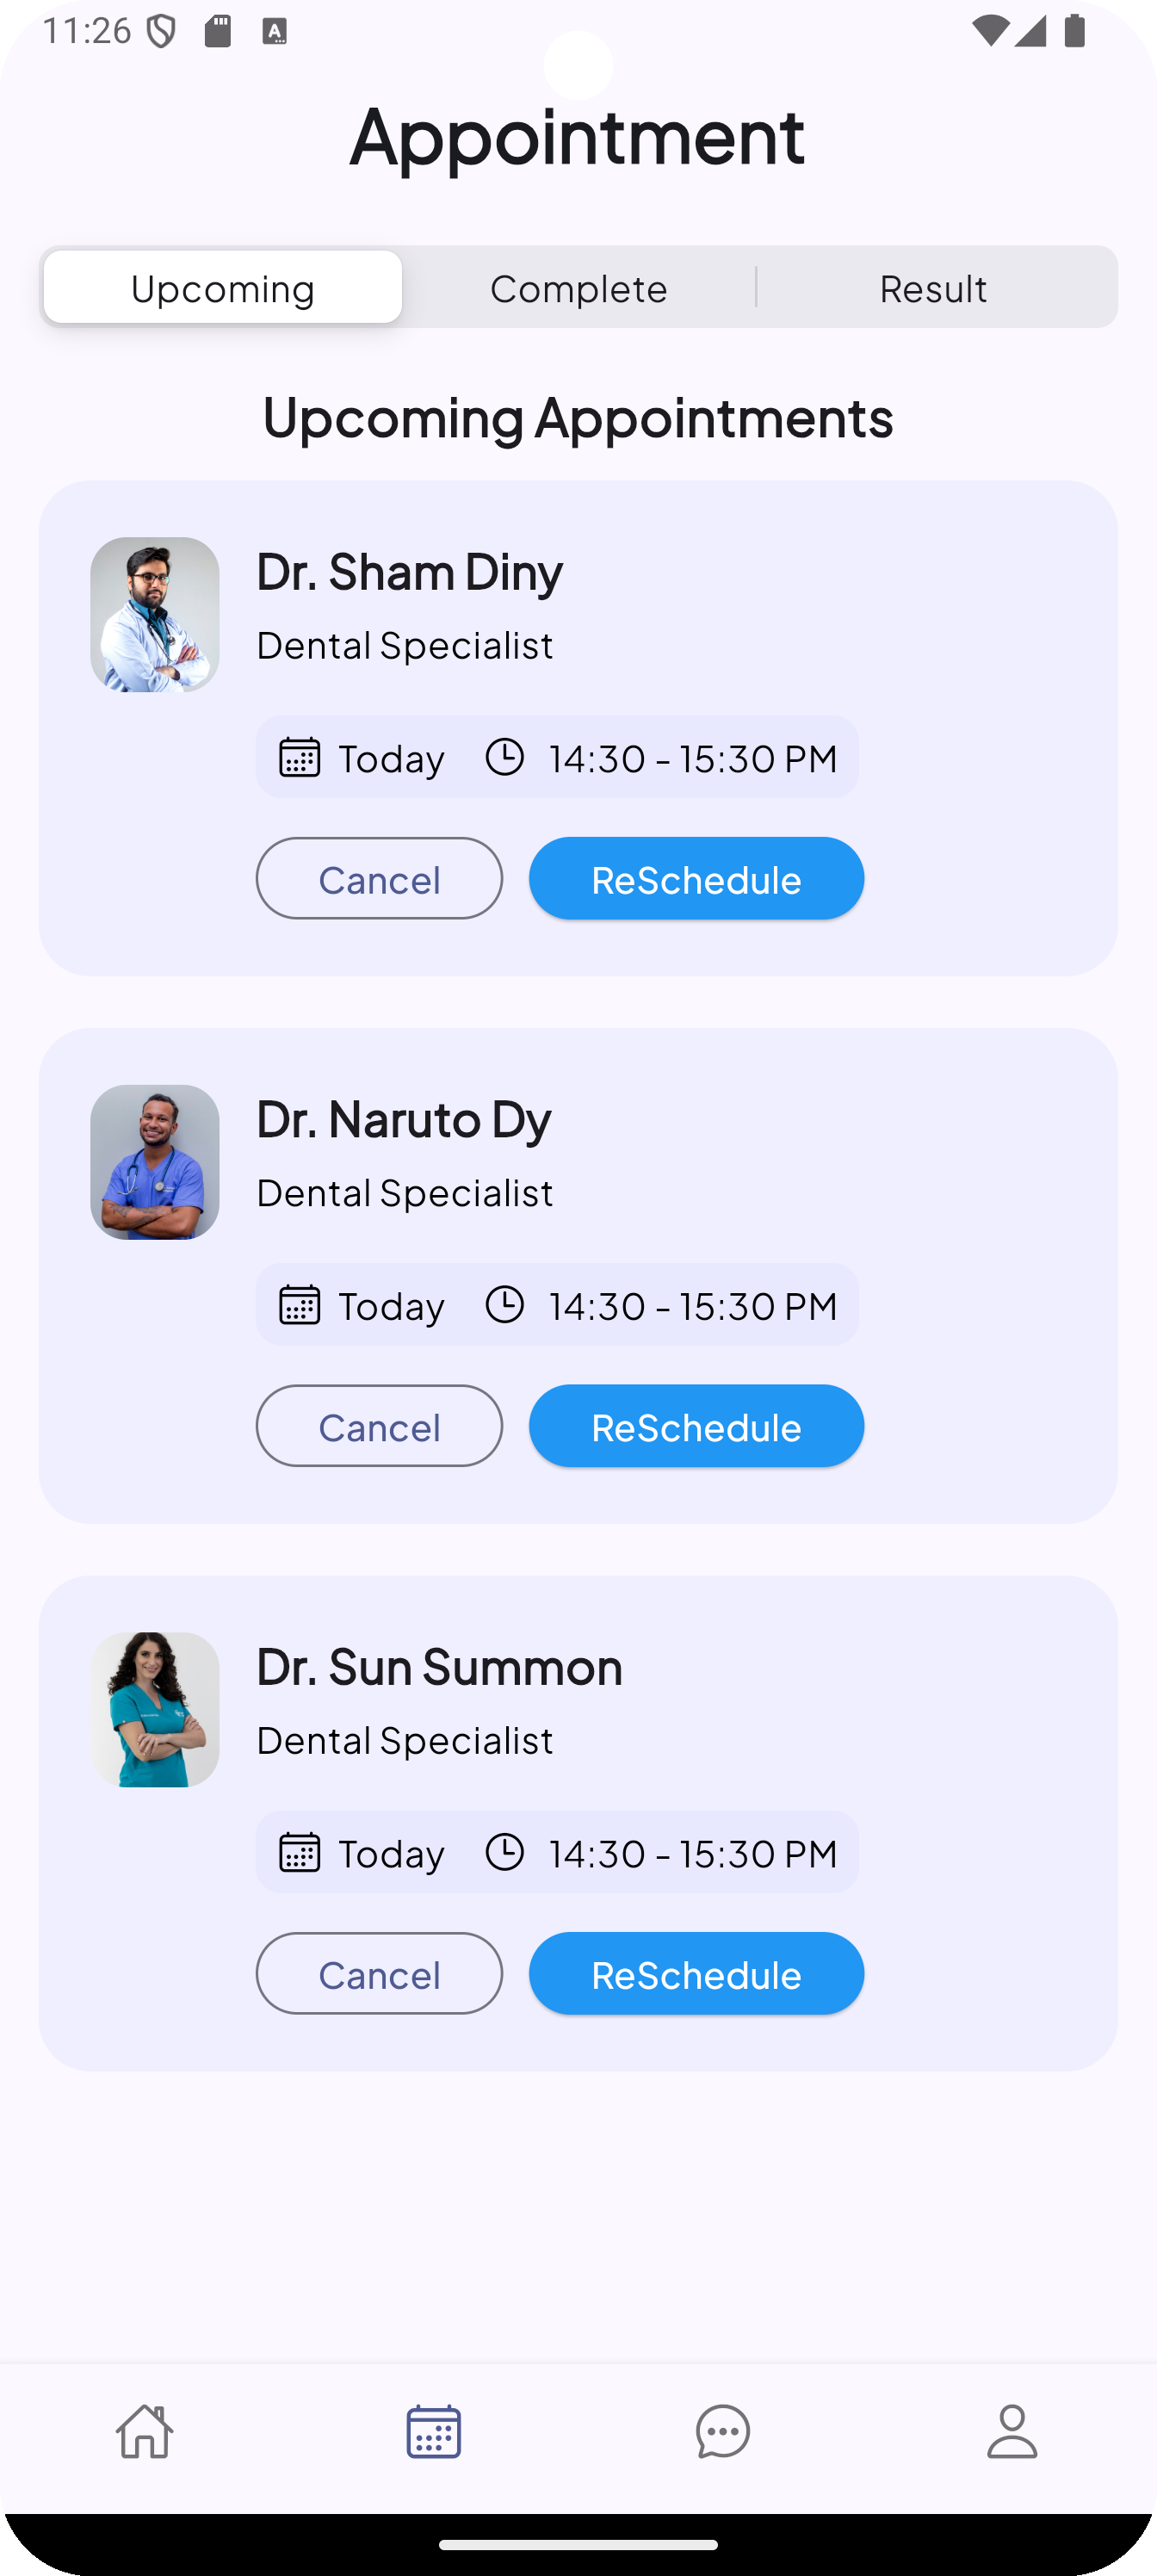 11:26
Appointment
Upcoming Complete Result
Upcoming Appointments
Dr. Sham Diny
Dental Specialist
Today 14:30 - 15:30 PM
Cancel ReSchedule
Dr. Naruto Dy
Dental Specialist
Today 14:30 - 15:30 PM
Cancel ReSchedule
Dr. Sun Summon
Dental Specialist
Today 14:30 - 15:30 PM
Cancel ReSchedule